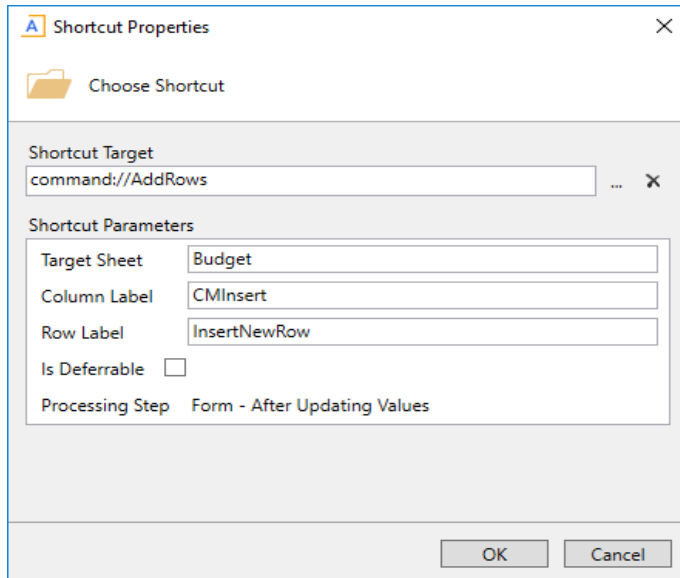 A Shortcut Properties
Choose Shortcut
Shortcut Target
command://AddRows
...
Shortcut Parameters
Target Sheet Budget
Column Label CMInsert
Row Label InsertNewRow
Is Deferrable
Processing Step Form - After Updating Values
OK Cancel